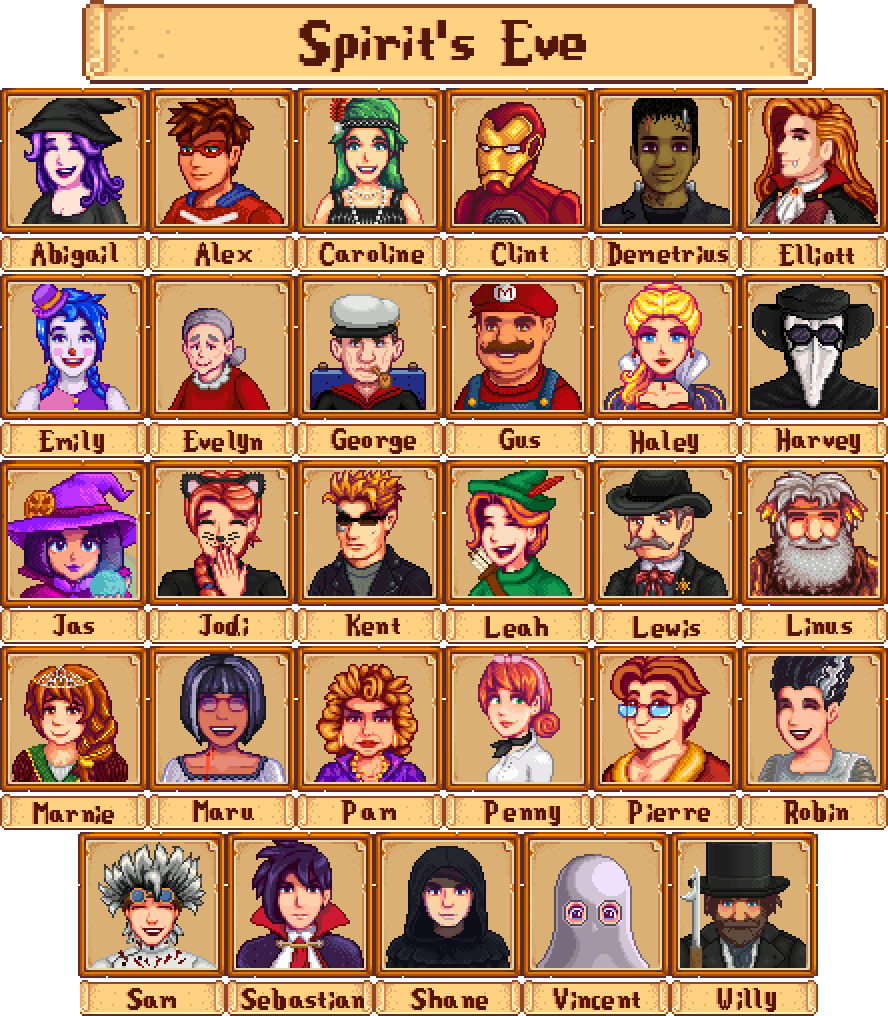 Spirit's Eve
Abigail Alex Caroline Clint Demetrius Elliott
M
Emily Evelyn George Gus Haley Harvey
Jas Jodi Kent Leah Lewis Linus
Marnie Maru Pam Penny Pierre Robin
Sam Sebastian Shane Vincent Willy